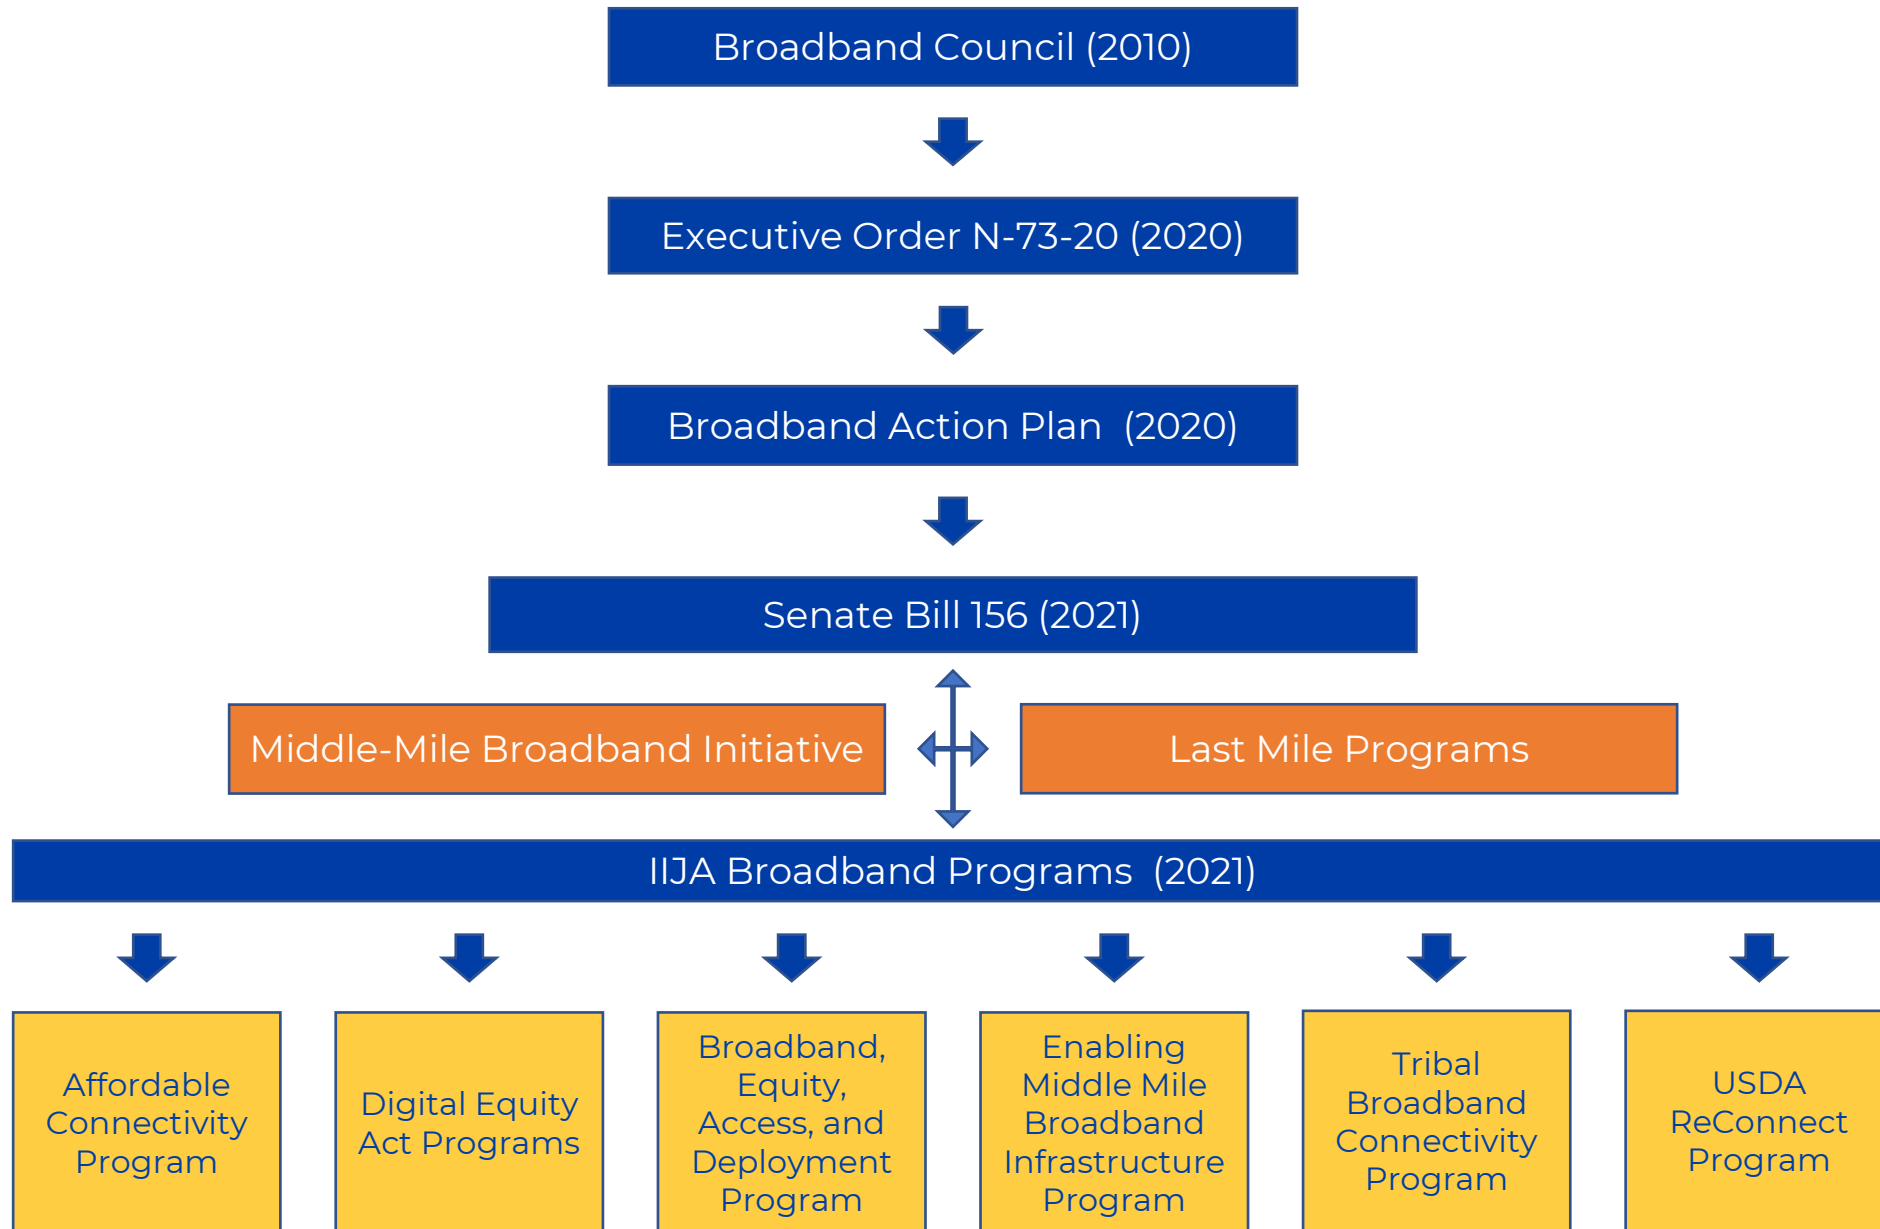 Broadband Council (2010)
Executive Order N-73-20 (2020)
Broadband Action Plan  (2020)
Senate Bill 156 (2021)
Middle-Mile Broadband Initiative
Last Mile Programs
IIJA Broadband Programs  (2021)
Affordable
Connectivity
Program
Digital Equity
Act Programs
Broadband,
Equity,
Access, and
Deployment
Program
Enabling
Middle Mile
Broadband
Infrastructure
Program
Tribal
Broadband
Connectivity
Program
USDA
ReConnect
Program